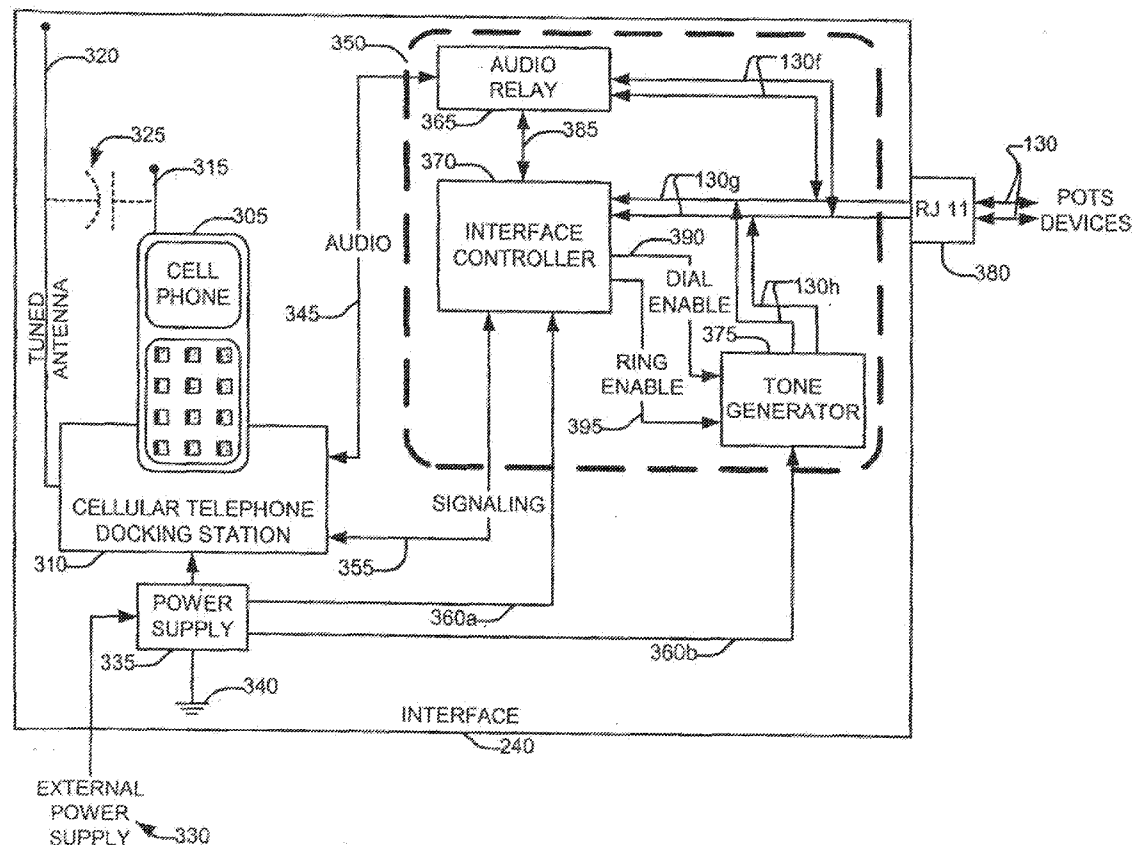 320
325
315
305
CELL
PHONE
TUNED
ANTENNA
CELLULAR TELEPHONE
DOCKING STATION
310
POWER
SUPPLY
335
340
EXTERNAL
POWER
SUPPLY
330
350
AUDIO
RELAY
365
385
370
INTERFACE
CONTROLLER
AUDIO
345
130f
130g
390
DIAL
ENABLE
130h
375
RING
ENABLE
395
TONE
GENERATOR
RJ 11
380
130
POTS
DEVICES
SIGNALING
355
360a
360b
INTERFACE
240